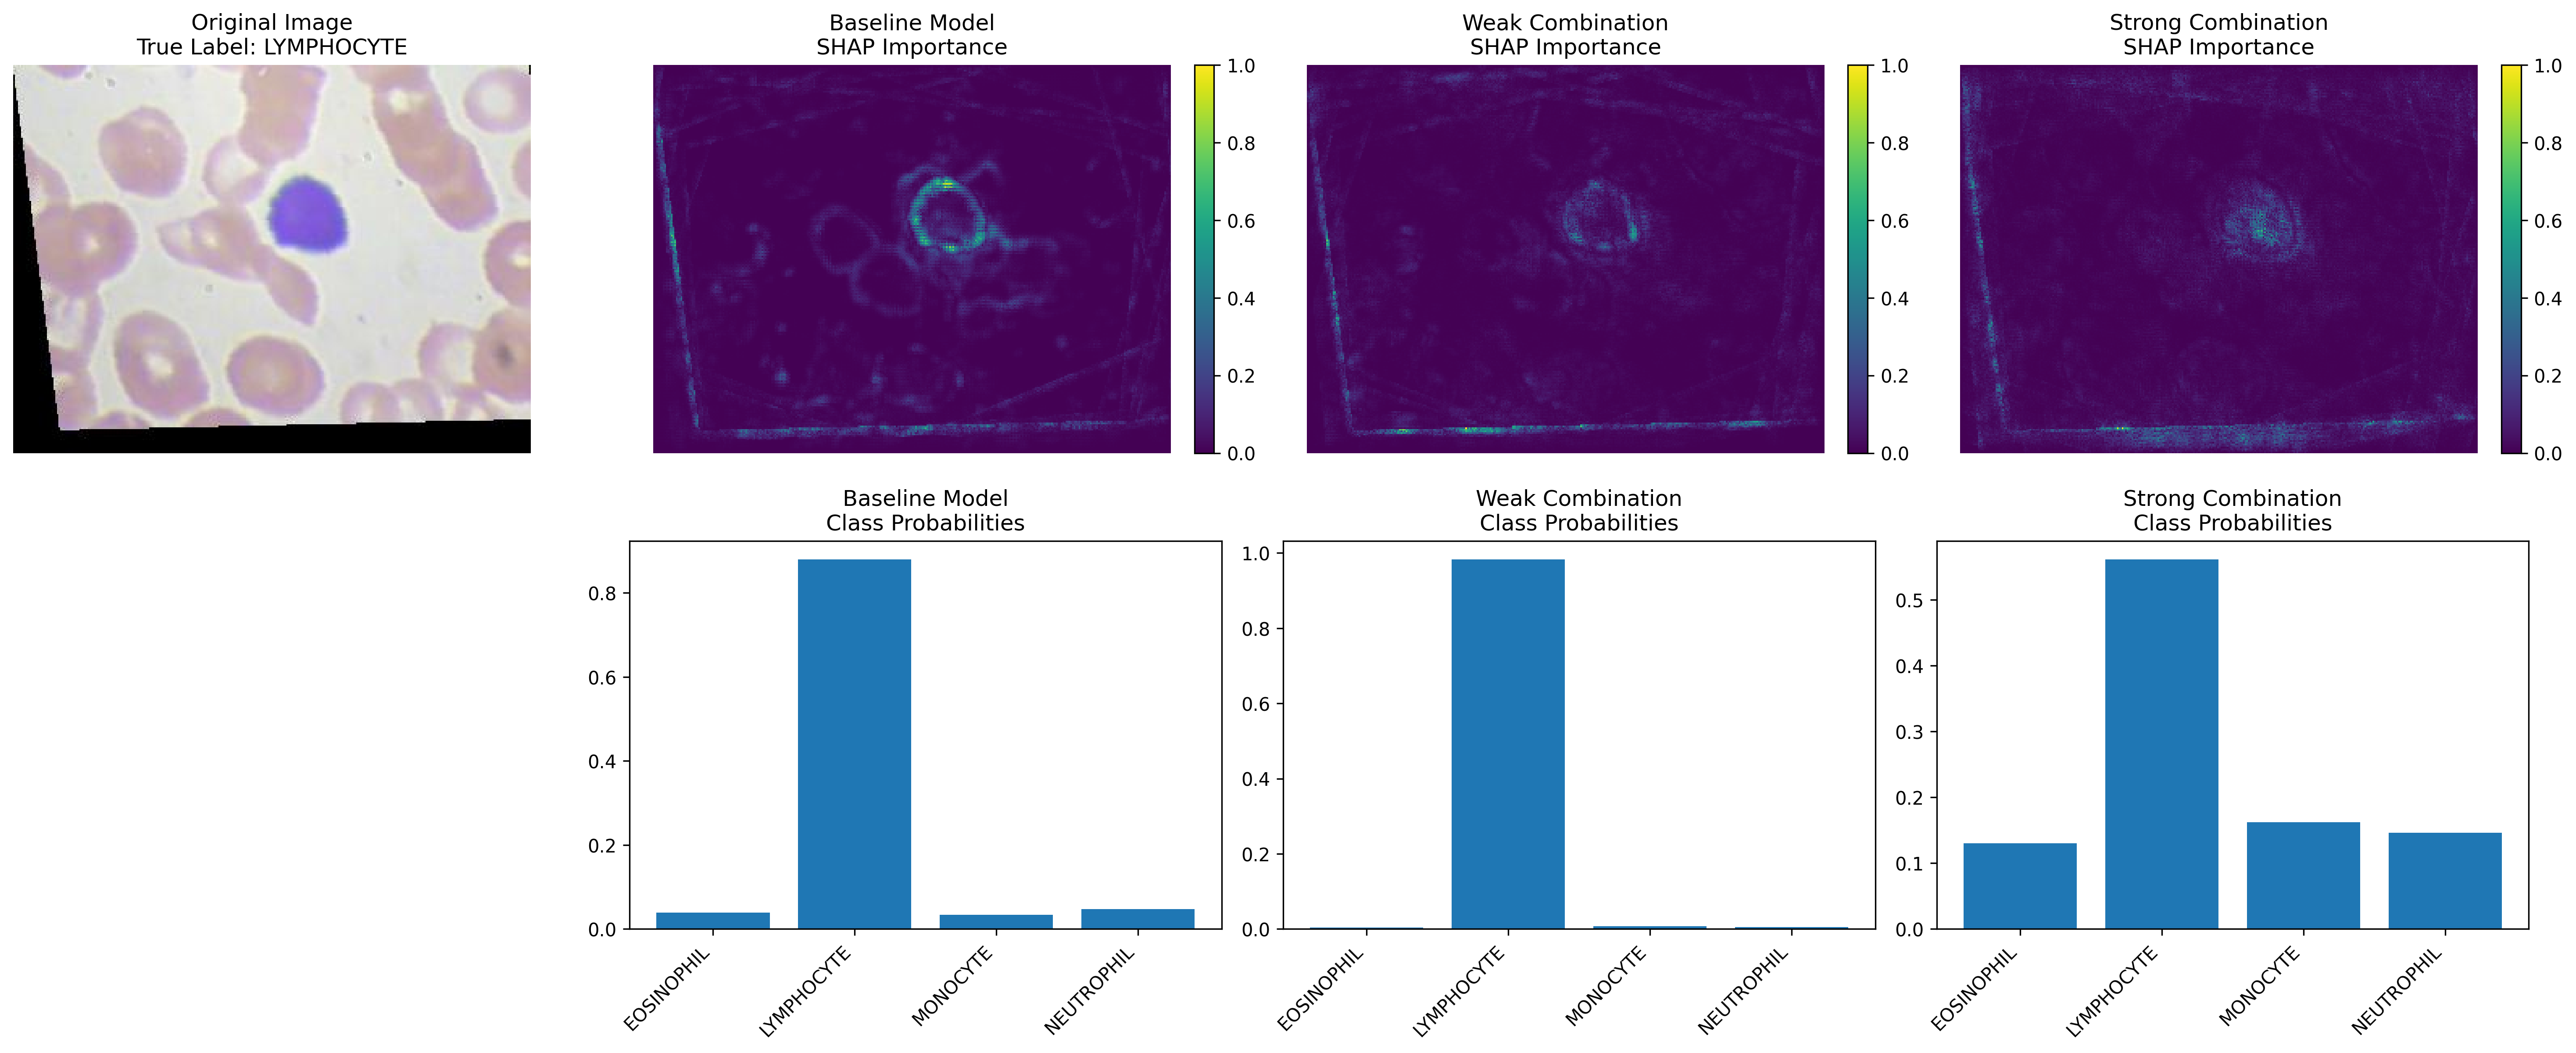 Original Image
True Label: LYMPHOCYTE
Baseline Model
SHAP Importance
1.0
0.8
0.6
0.4
0.2
0.0
Weak Combination
SHAP Importance
1.0
0.8
0.6
0.4
0.2
0.0
Strong Combination
SHAP Importance
1.0
0.8
0.6
0.4
0.2
0.0
Baseline Model
Class Probabilities
0.8
0.6
0.4
0.2
0.0
EOSINOPHIL
LYMPHOCYTE
MONOCYTE
NEUTROPHIL
Weak Combination
Class Probabilities
1.0
0.8
0.6
0.4
0.2
0.0
EOSINOPHIL
LYMPHOCYTE
MONOCYTE
NEUTROPHIL
Strong Combination
Class Probabilities
0.5
0.4
0.3
0.2
0.1
0.0
EOSINOPHIL
LYMPHOCYTE
MONOCYTE
NEUTROPHIL